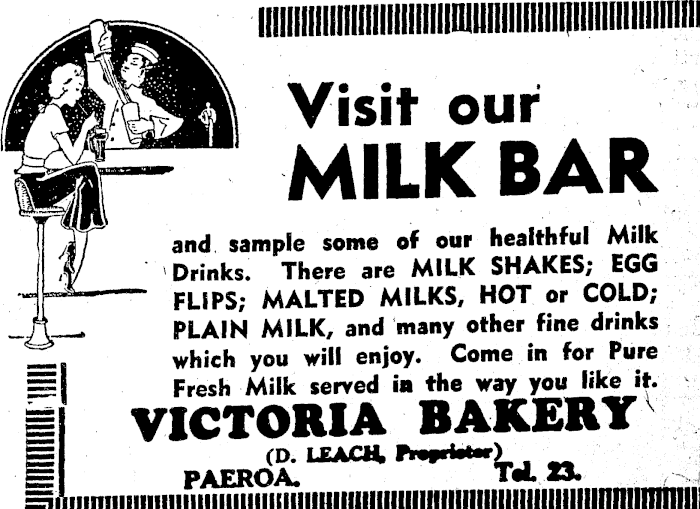 Visit our
MILK BAR
and sample some of our healthful Milk
Drinks. There are MILK SHAKES; EGG
FLIPS; MALTED MILKS, HOT or COLD;
PLAIN MILK, and many other fine drinks
which you will enjoy. Come in for Pure
Fresh Milk served in the way you like it.
VICTORIA BAKERY
(D. LEACH, Proprietor)
PAEROA. Tel. 23.